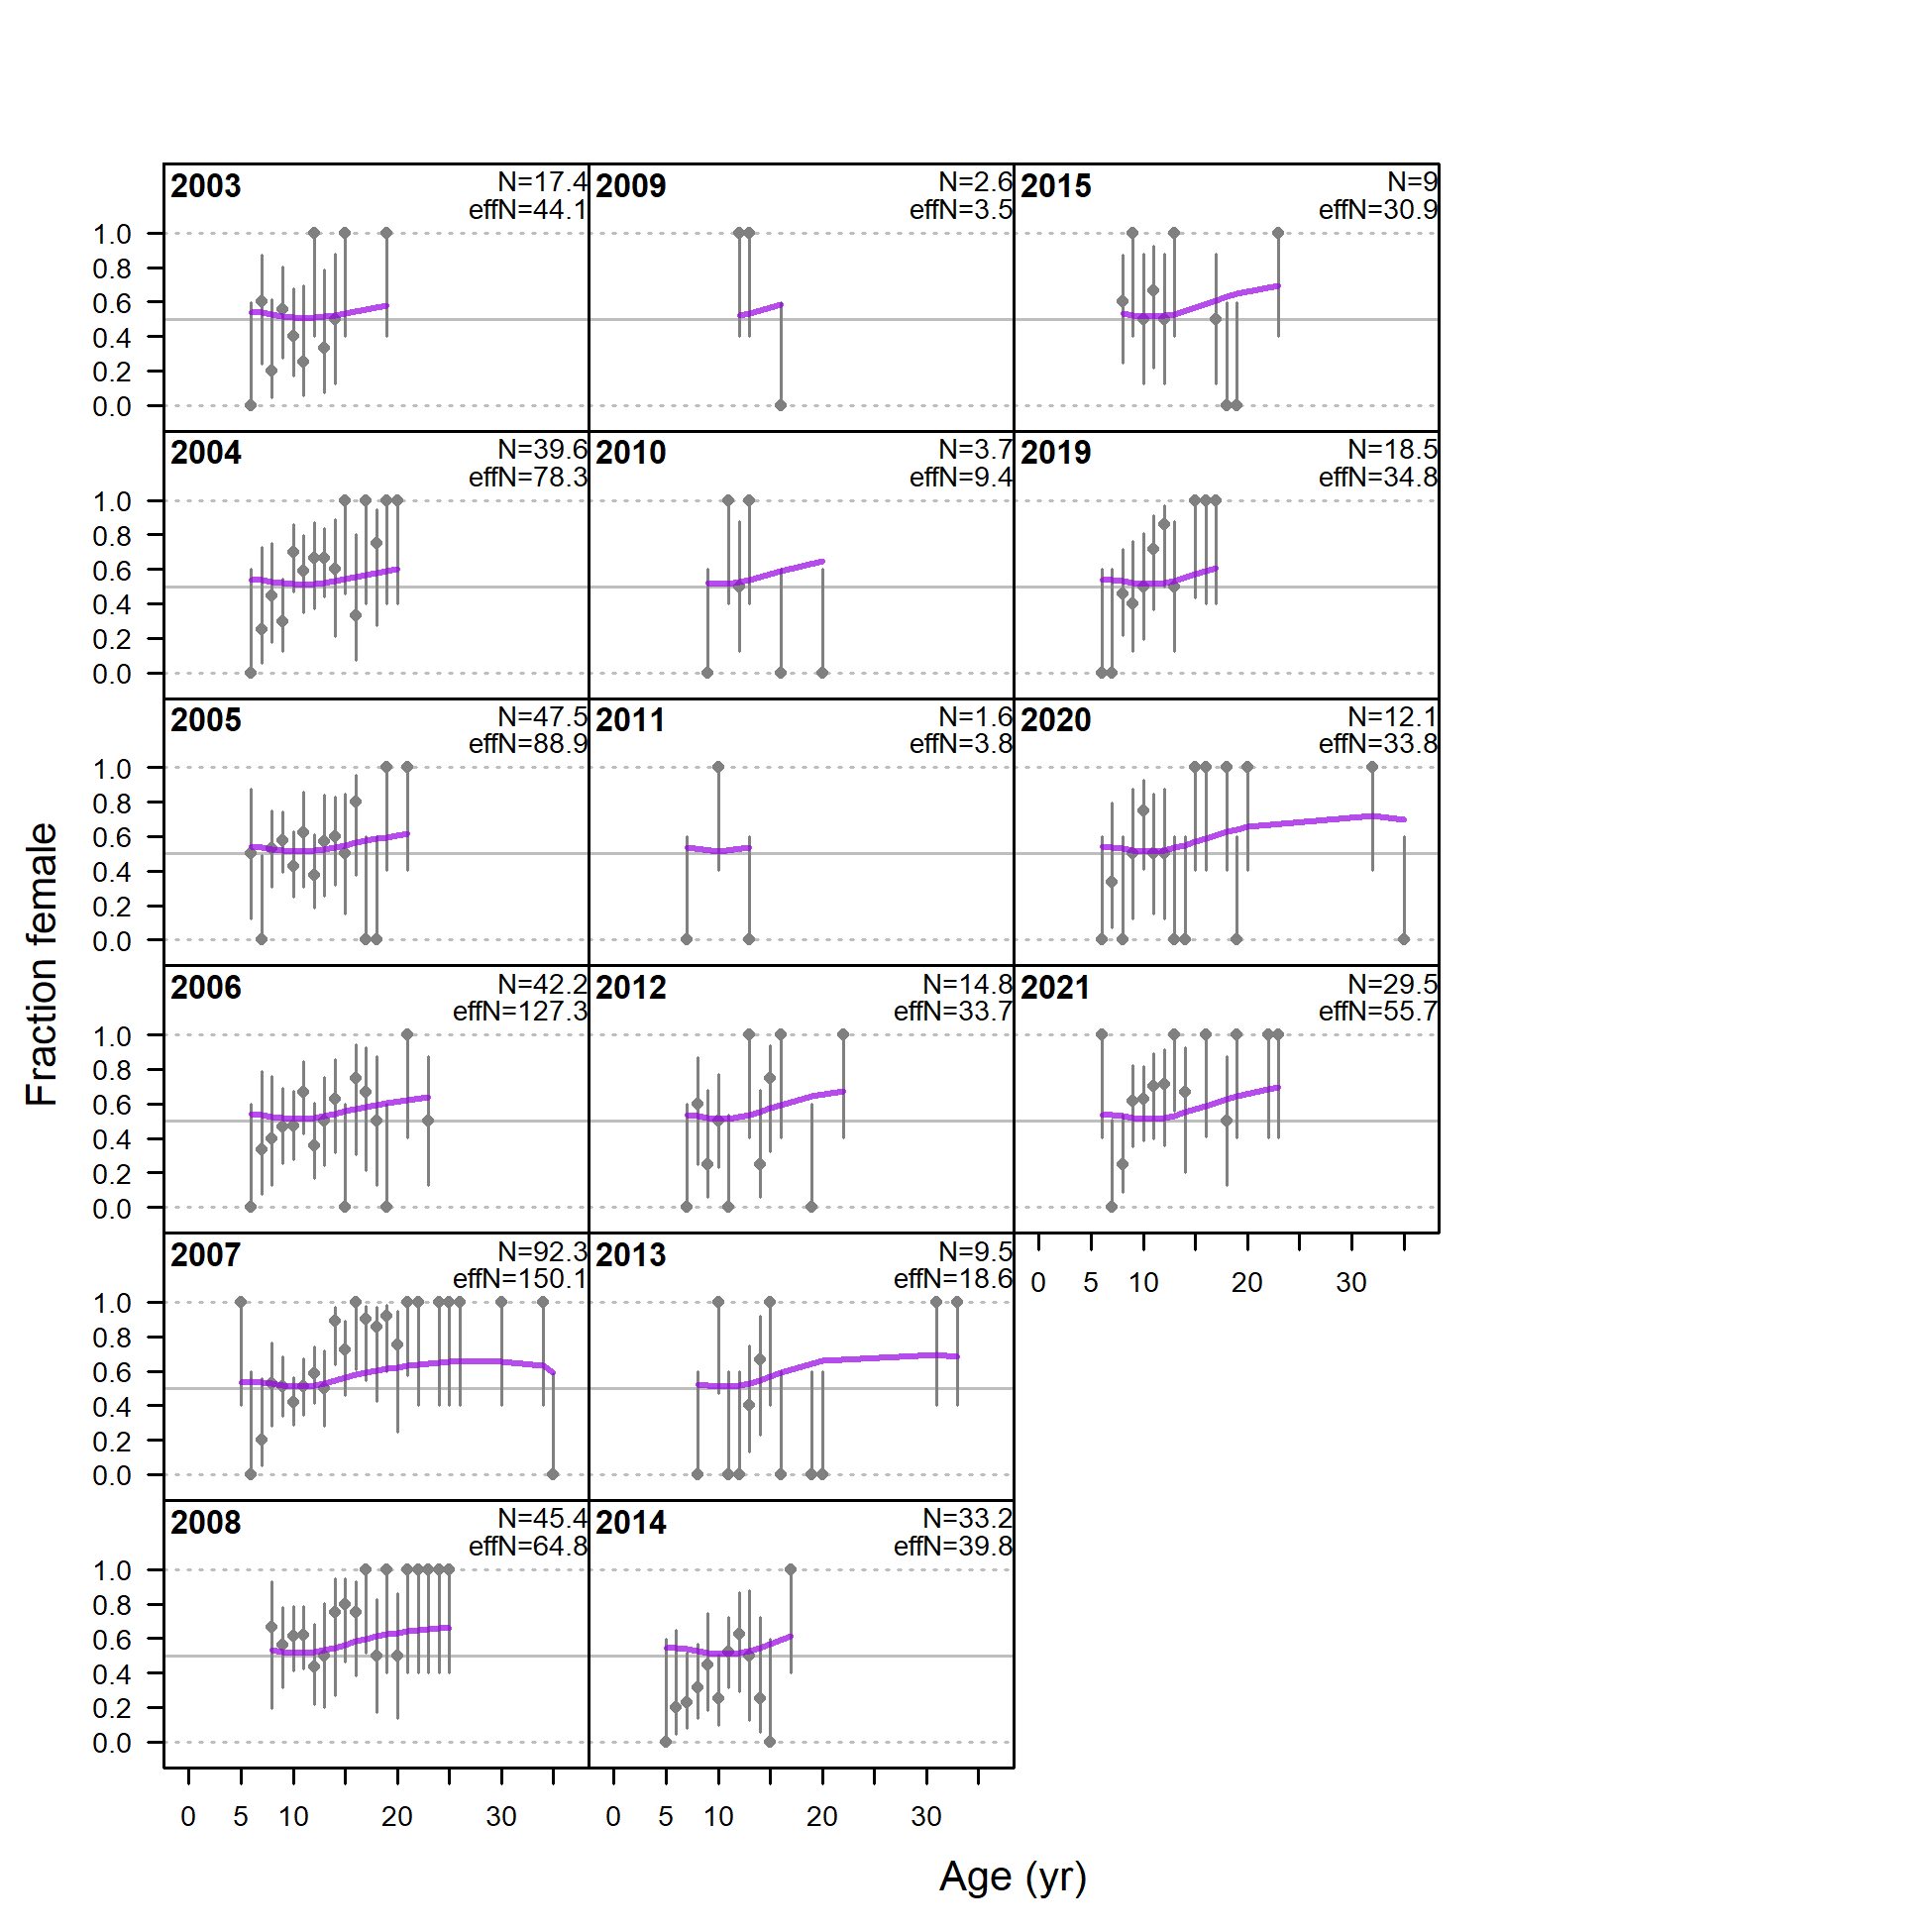 2003
N=17.4
effN=44.1
2009
N=2.6
effN=3.5
2015
N=9
effN=30.9
1.0
0.8
0.6
0.4
0.2
0.0
2004
N=39.6
effN=78.3
2010
N=3.7
effN=9.4
2019
N=18.5
effN=34.8
1.0
0.8
0.6
0.4
0.2
0.0
2005
N=47.5
effN=88.9
2011
N=1.6
effN=3.8
2020
N=12.1
effN=33.8
1.0
0.8
0.6
0.4
0.2
0.0
2006
N=42.2
effN=127.3
2012
N=14.8
effN=33.7
2021
N=29.5
effN=55.7
1.0
0.8
0.6
0.4
0.2
0.0
0 5 10 20 30
2007
N=92.3
effN=150.1
2013
N=9.5
effN=18.6
1.0
0.8
0.6
0.4
0.2
0.0
2008
N=45.4
effN=64.8
2014
N=33.2
effN=39.8
1.0
0.8
0.6
0.4
0.2
0.0
0 5 10 20 30
0 5 10 20 30
Fraction female
Age (yr)